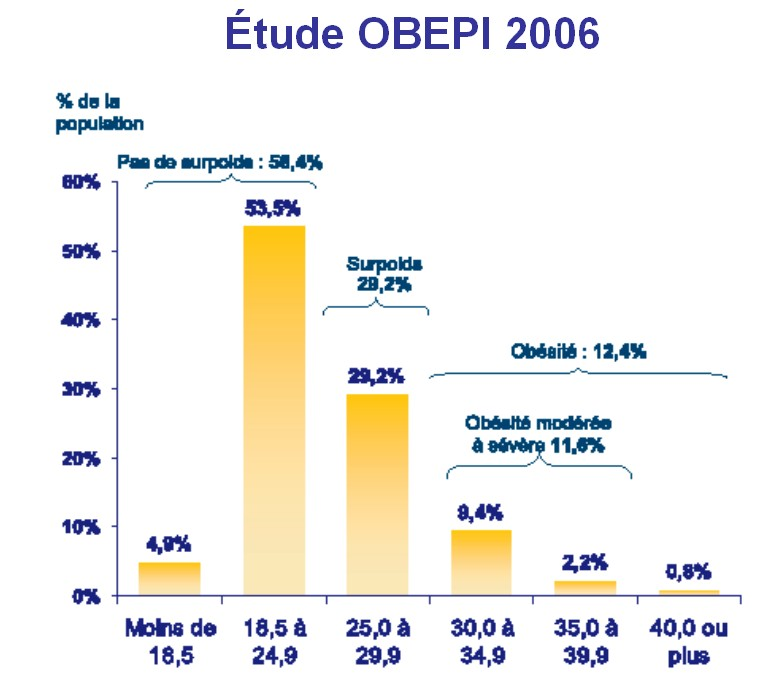 Étude OBEPI 2006
% de la
population
Pas de surpoids : 58,4%
60%
53,5%
50%
Surpoids
29,2%
40%
Obésité : 12,4%
30%
29,2%
Obésité modérée
à sévère 11,6%
20%
9,4%
10%
4,9%
2,2%
0,8%
0%
Moins de
18,5
18,5 à
24,9
25,0 à
29,9
30,0 à
34,9
35,0 à
39,9
40,0 ou
plus